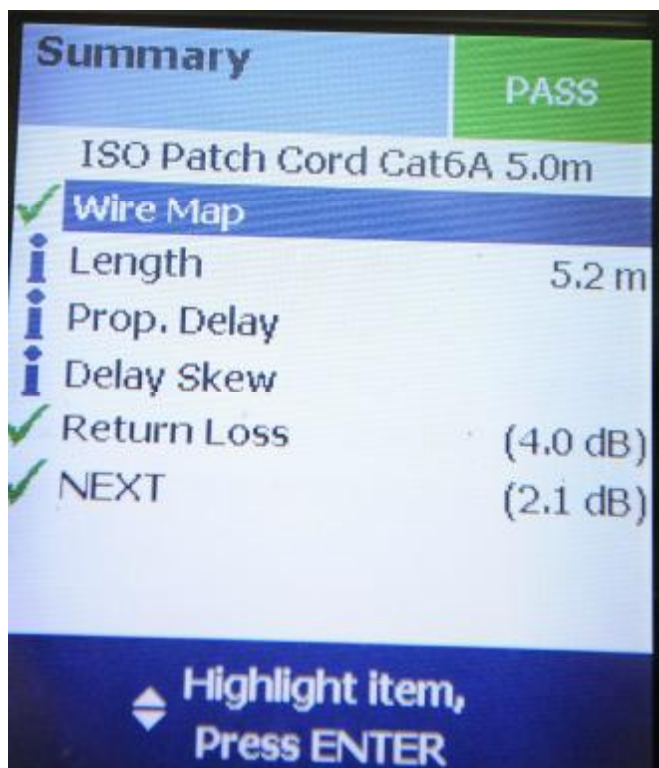 Summary
PASS
ISO Patch Cord Cat6A 5.0m
Wire Map
Length 5.2 m
Prop. Delay
Delay Skew
Return Loss (4.0 dB)
NEXT (2.1 dB)
Highlight item,
Press ENTER